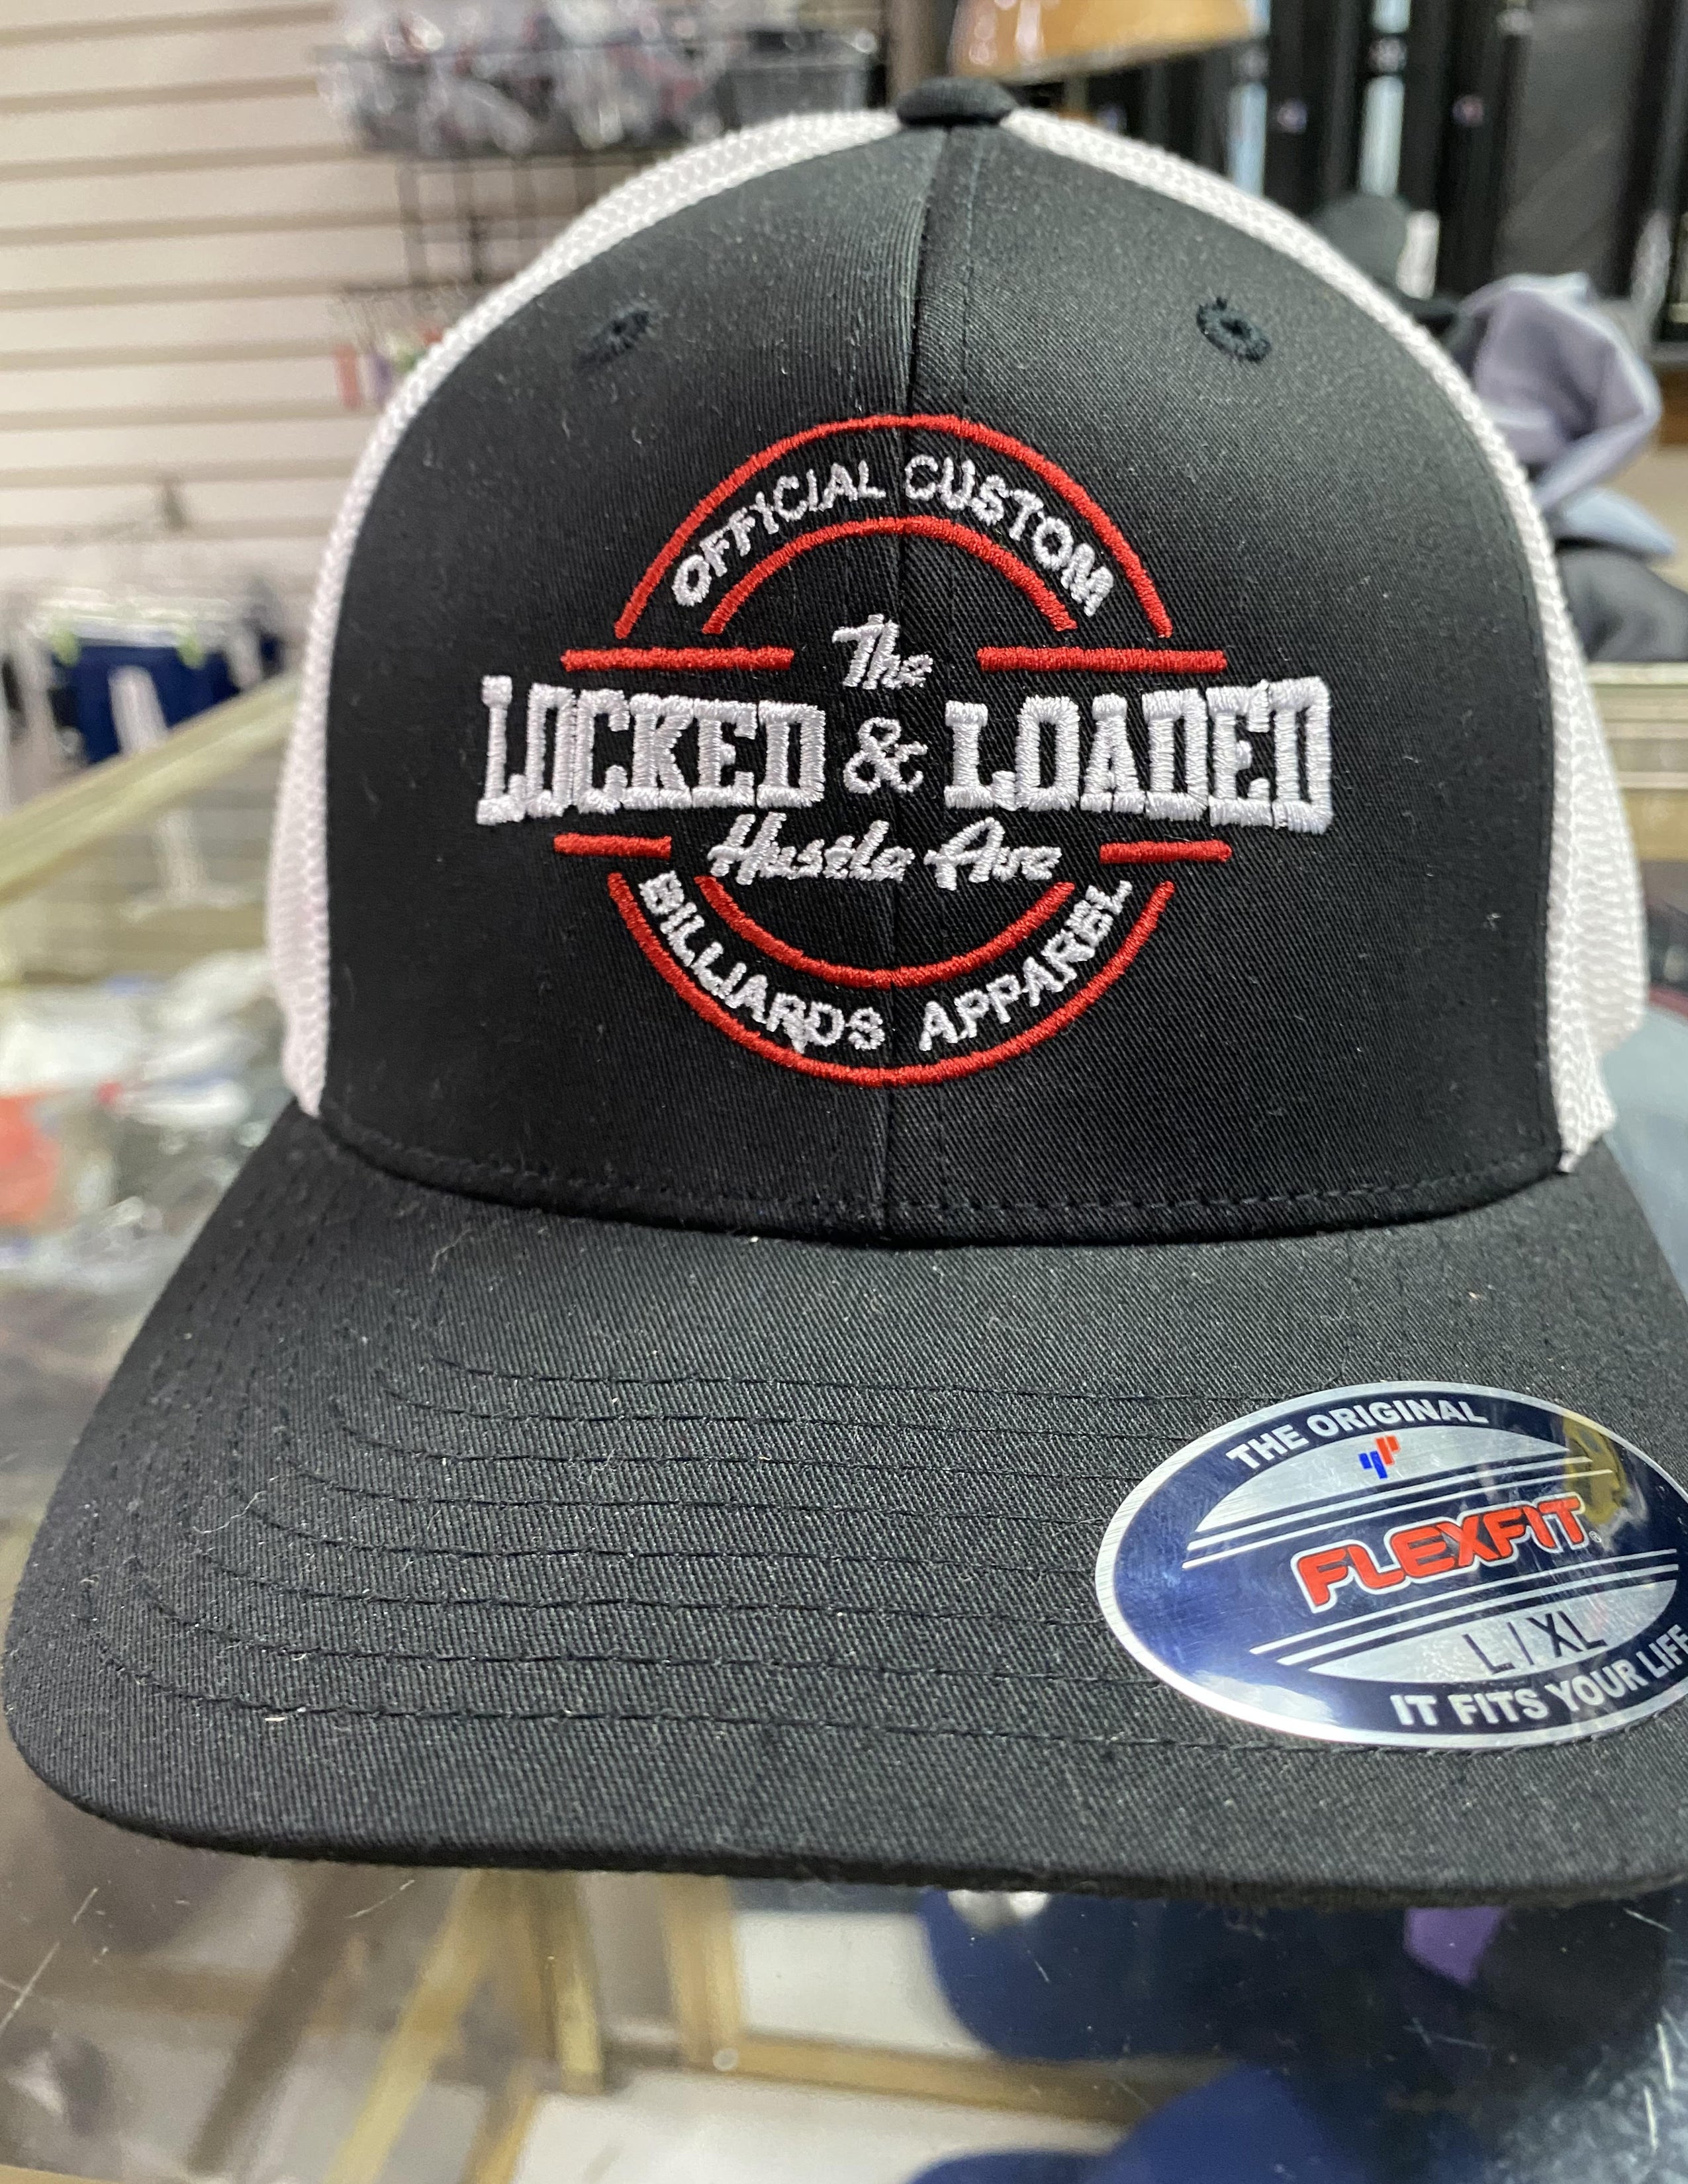 OFFICIAL CUSTOM
The
LOCKED & LOADED
Hustle Ave
BILLIARDS APPAREL
THE ORIGINAL
FLEXFIT®
L/XL
IT FITS YOUR LIFE